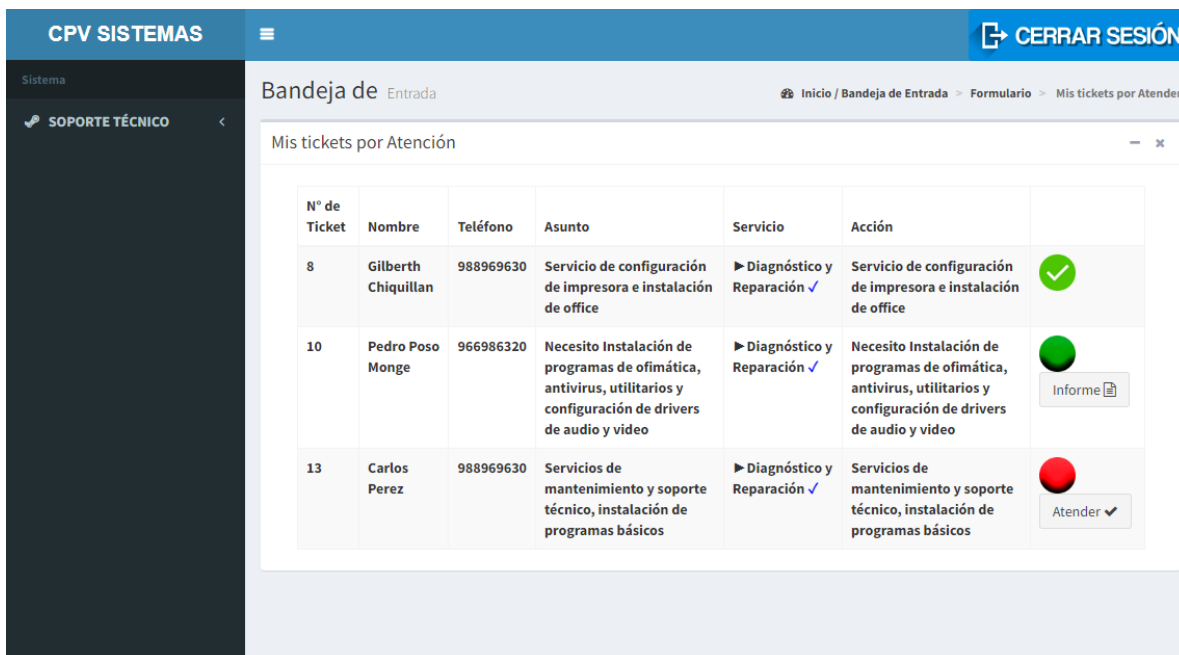 CPV SISTEMAS
CERRAR SESIÓN
Sistema
SOPORTE TÉCNICO
Bandeja de Entrada
Inicio / Bandeja de Entrada > Formulario > Mis tickets por Atender
Mis tickets por Atención
N° de
Ticket Nombre Teléfono Asunto Servicio Acción
8 Gilberth 988969630 Servicio de configuración ►Diagnóstico y Servicio de configuración
Chiquillan de impresora e instalación Reparación ✓ de impresora e instalación
de office de office
10 Pedro Poso 966986320 Necesito Instalación de ►Diagnóstico y Necesito Instalación de
Monge programas de ofimática, Reparación ✓ programas de ofimática,
antivirus, utilitarios y antivirus, utilitarios y
Informe
configuración de drivers configuración de drivers
de audio y video de audio y video
13 Carlos 988969630 Servicios de ►Diagnóstico y Servicios de
Perez mantenimiento y soporte Reparación ✓ mantenimiento y soporte
técnico, instalación de técnico, instalación de
Atender
programas básicos programas básicos